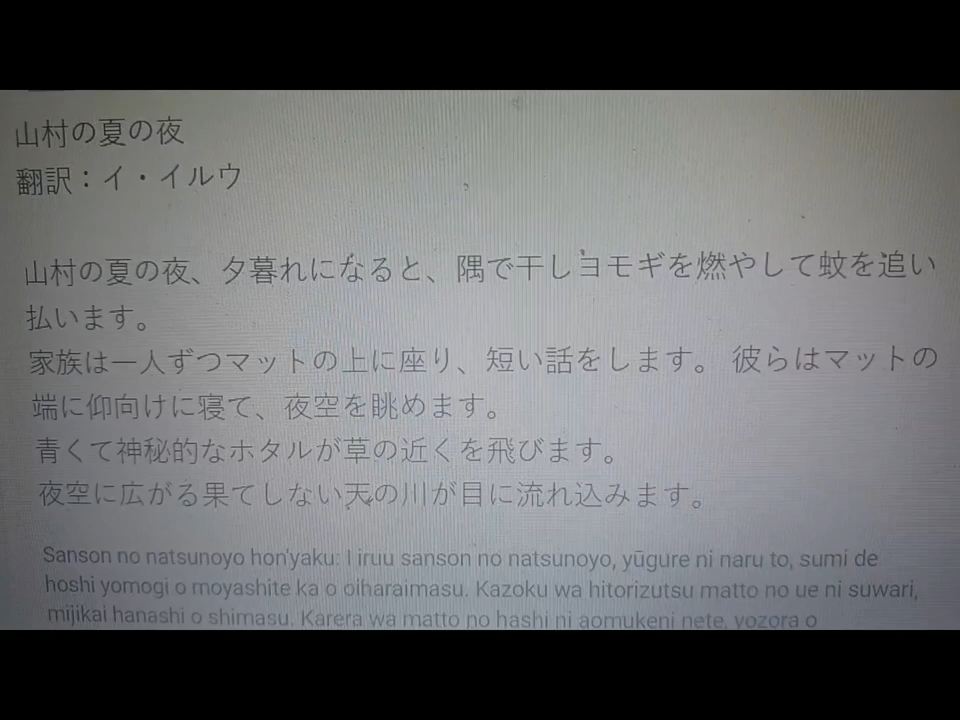 山村の夏の夜
翻訳：イ・イルウ
山村の夏の夜、夕暮れになると、隅で干しヨモギを燃やして蚊を追い
払います。
家族は一人ずつマットの上に座り、短い話をします。 彼らはマットの
端に仰向けに寝て、夜空を眺めます。
青くて神秘的なホタルが草の近くを飛びます。
夜空に広がる果てしない天の川が目に流れ込みます。
Sanson no natsunoyo hon'yaku: I iruu sanson no natsunoyo, yūgure ni naru to, sumi de
hoshi yomogi o moyashite ka o oiharaimasu. Kazoku wa hitorizutsu matto no ue ni suwari,
mijikai hanashi o shimasu. Karera wa matto no hashi ni aomukeni nete, yozora o